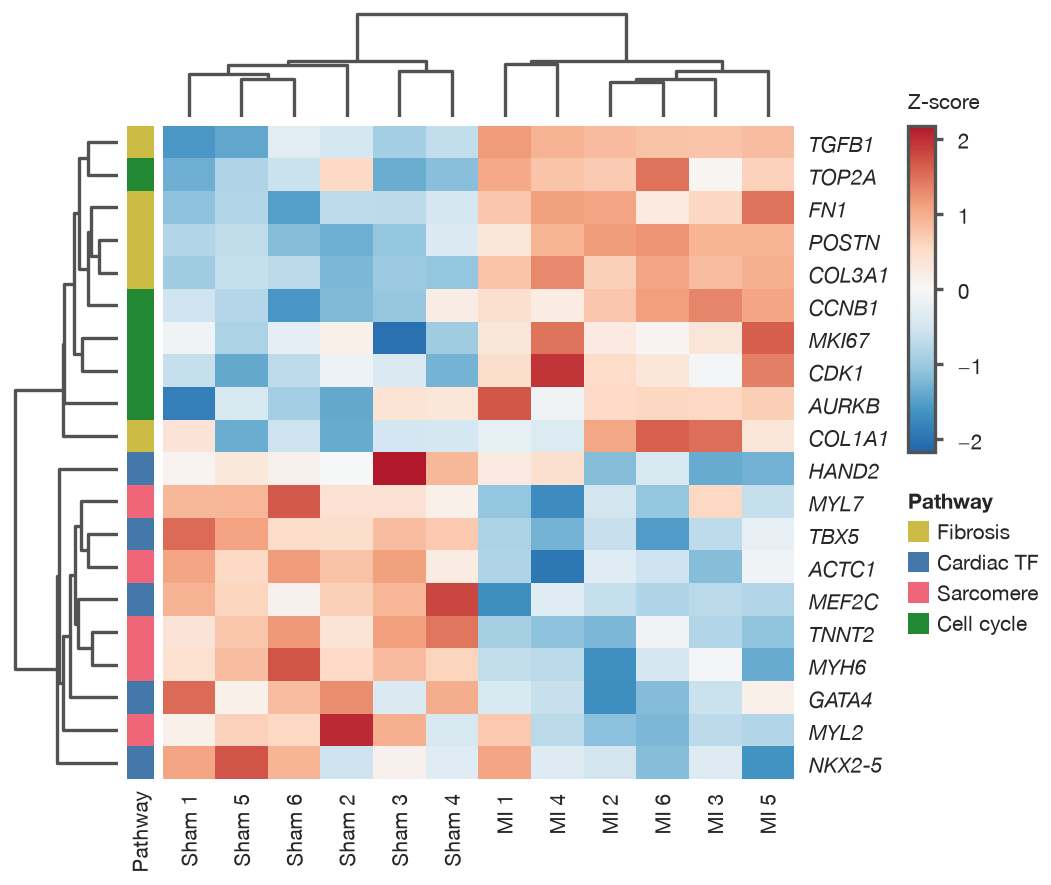 Z-score
2
1
0
−1
−2
TGFB1
TOP2A
FN1
POSTN
COL3A1
CCNB1
MKI67
CDK1
AURKB
COL1A1
HAND2
MYL7
TBX5
ACTC1
MEF2C
TNNT2
MYH6
GATA4
MYL2
NKX2-5
Pathway
Fibrosis
Cardiac TF
Sarcomere
Cell cycle
Pathway
Sham 1
Sham 5
Sham 6
Sham 2
Sham 3
Sham 4
MI 1
MI 4
MI 2
MI 6
MI 3
MI 5